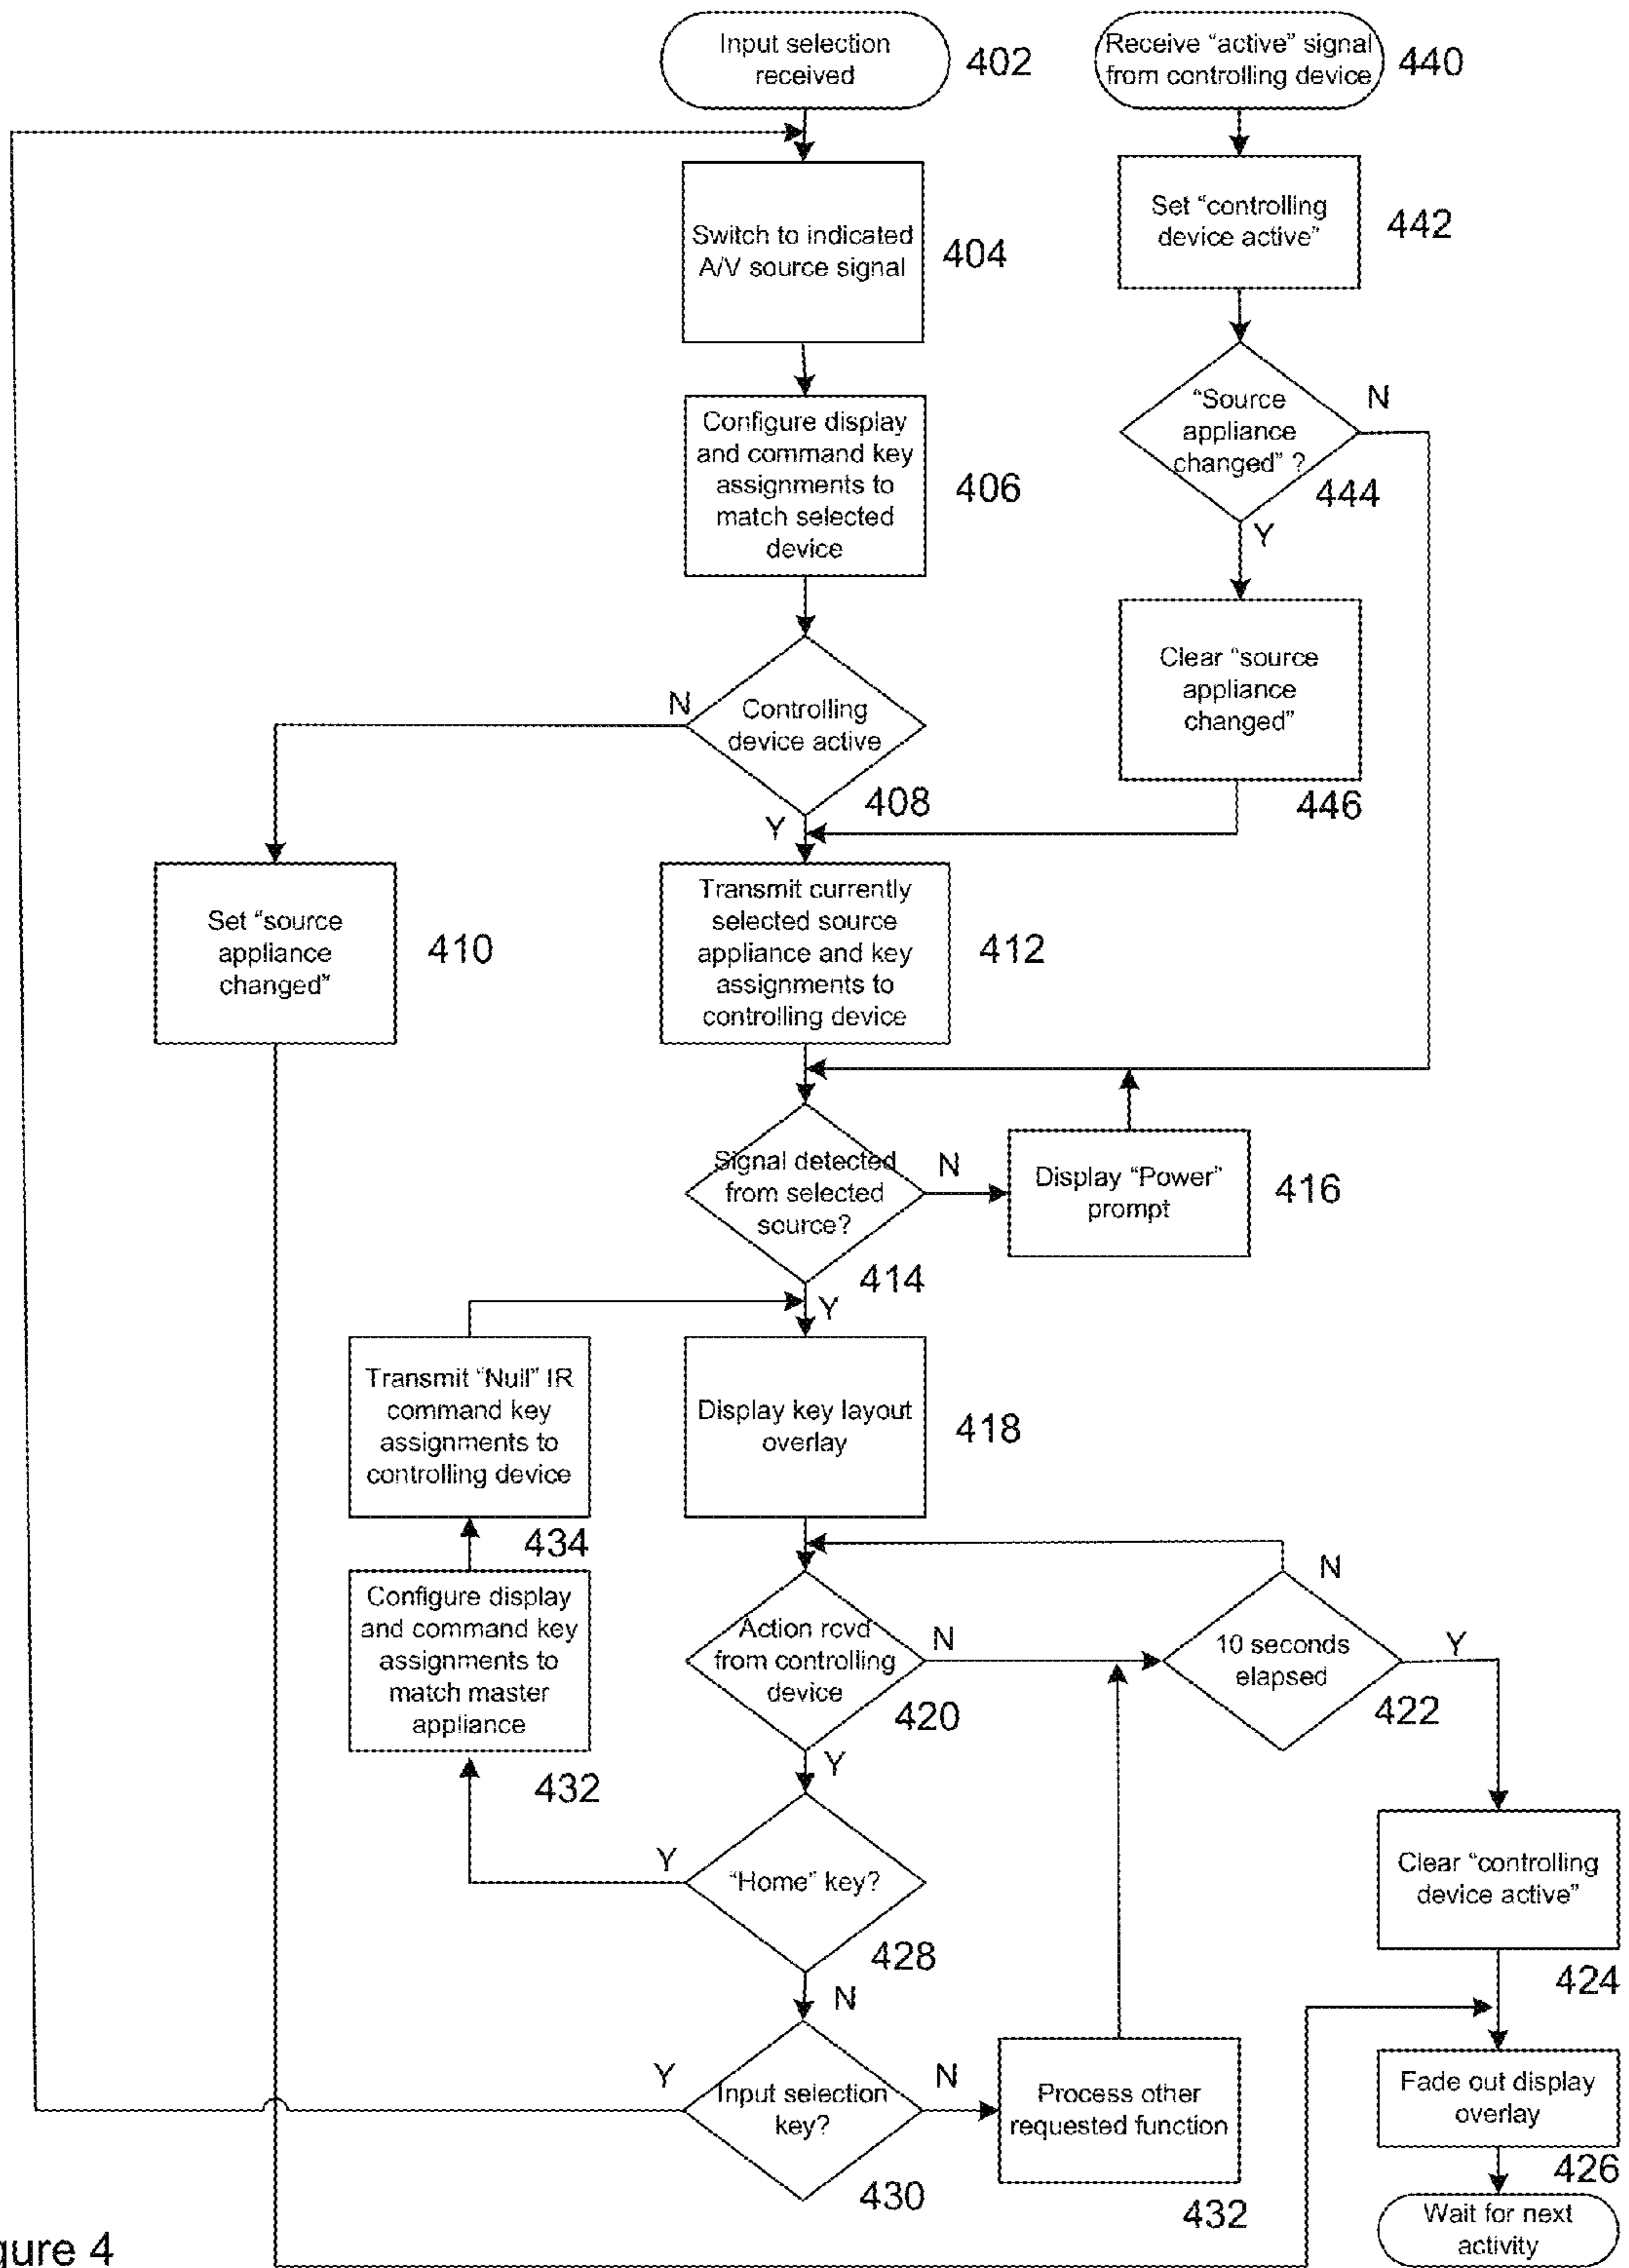 Input selection
received
402
Receive “active” signal
from controlling device
440
Switch to indicated
A/V source signal
404
Set “controlling
device active”
442
Configure display
and command key
assignments to
match selected
device
406
“Source
appliance
changed” ?
N
444
Y
Controlling
device active
N
408
Y
Clear “source
appliance
changed”
446
Set “source
appliance
changed”
410
Transmit currently
selected source
appliance and key
assignments to
controlling device
412
Signal detected
from selected
source?
N
414
Y
Display “Power”
prompt
416
Transmit “Null” IR
command key
assignments to
controlling device
434
Display key layout
overlay
418
Configure display
and command key
assignments to
match master
appliance
432
Action rcvd
from controlling
device
N
420
Y
10 seconds
elapsed
N
Y
422
“Home” key?
Y
428
N
Clear “controlling
device active”
424
Input selection
key?
Y
N
430
Process other
requested function
432
Fade out display
overlay
426
Wait for next
activity
gure 4